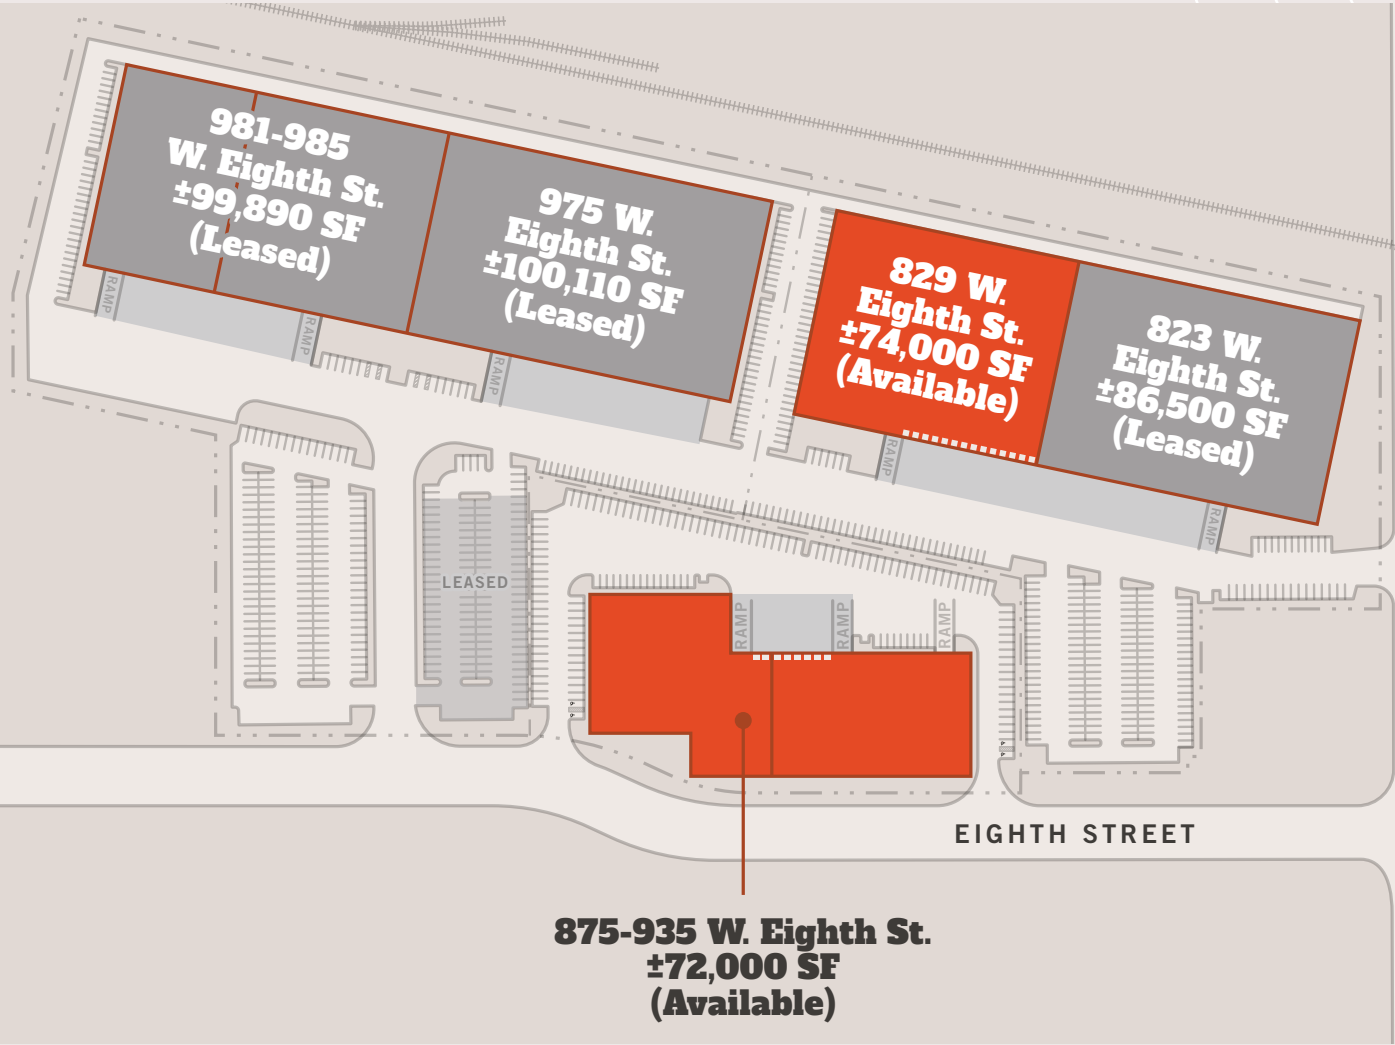 981-985
W. Eighth St.
±99,890 SF
(Leased)
975 W.
Eighth St.
±100,110 SF
(Leased)
829 W.
Eighth St.
±74,000 SF
(Available)
823 W.
Eighth St.
±86,500 SF
(Leased)
RAMP
RAMP
RAMP
RAMP
RAMP
LEASED
RAMP
RAMP
RAMP
EIGHTH STREET
875-935 W. Eighth St.
±72,000 SF
(Available)